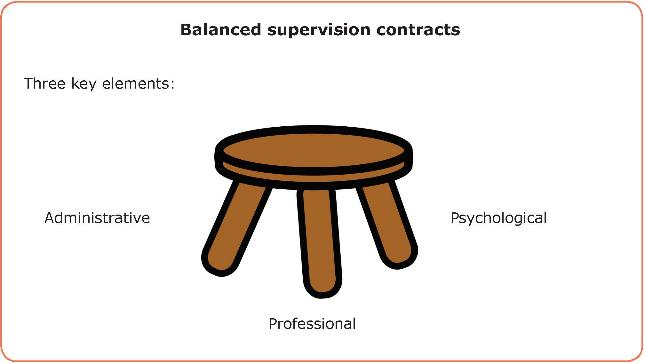 Balanced supervision contracts
Three key elements:
Administrative
Psychological
Professional